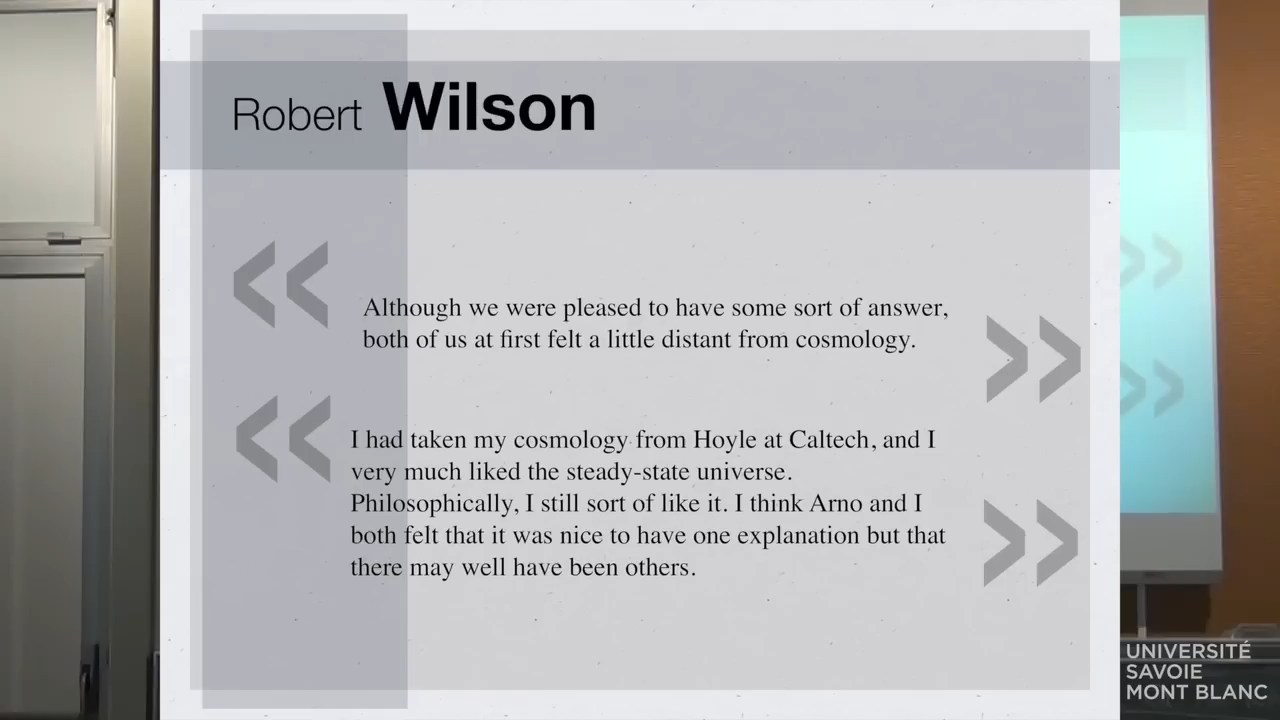 Robert Wilson
Although we were pleased to have some sort of answer,
both of us at first felt a little distant from cosmology.
I had taken my cosmology from Hoyle at Caltech, and I
very much liked the steady-state universe.
Philosophically, I still sort of like it. I think Arno and I
both felt that it was nice to have one explanation but that
there may well have been others.
UNIVERSITÉ
SAVOIE
MONT BLANC